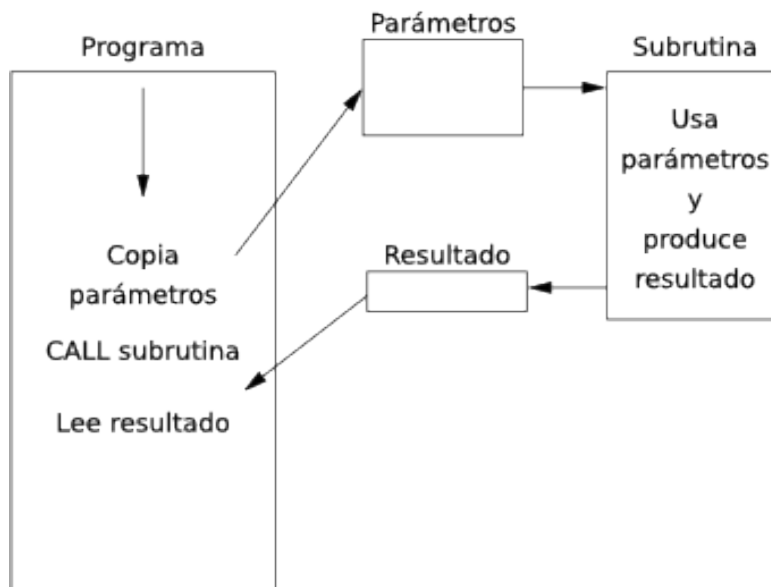 Programa
Parámetros
Subrutina
Copia
parámetros
CALL subrutina
Lee resultado
Resultado
Usa
parámetros
y
produce
resultado